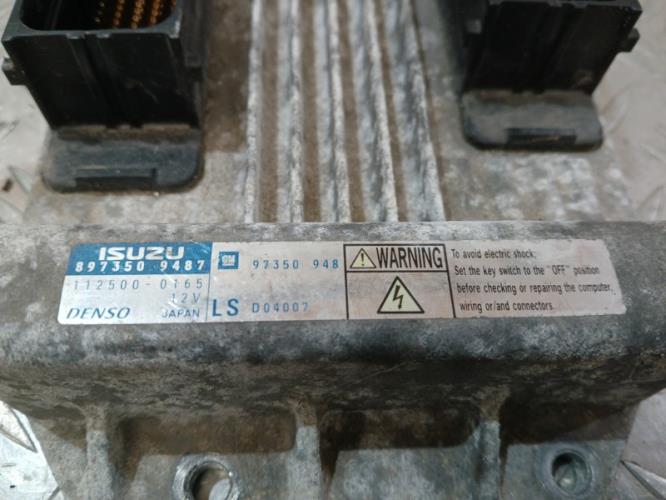 ISUZU
897350 9487
112500-0165
12V
DENSO JAPAN
GM 97350 948
LS D04007
WARNING
To avoid electric shock;
Set the key switch to the "OFF" position
before checking or repairing the computer,
wiring or/and connectors.